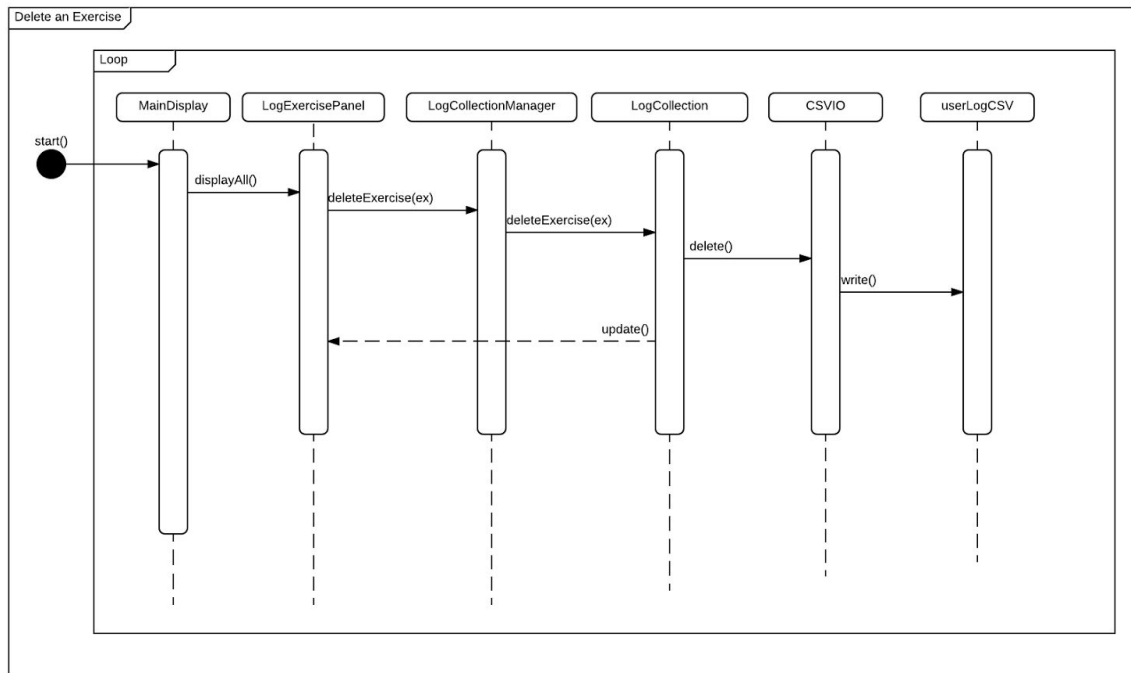 Delete an Exercise
Loop
MainDisplay
LogExercisePanel
LogCollectionManager
LogCollection
CSVIO
userLogCSV
start()
displayAll()
deleteExercise(ex)
deleteExercise(ex)
delete()
write()
update()